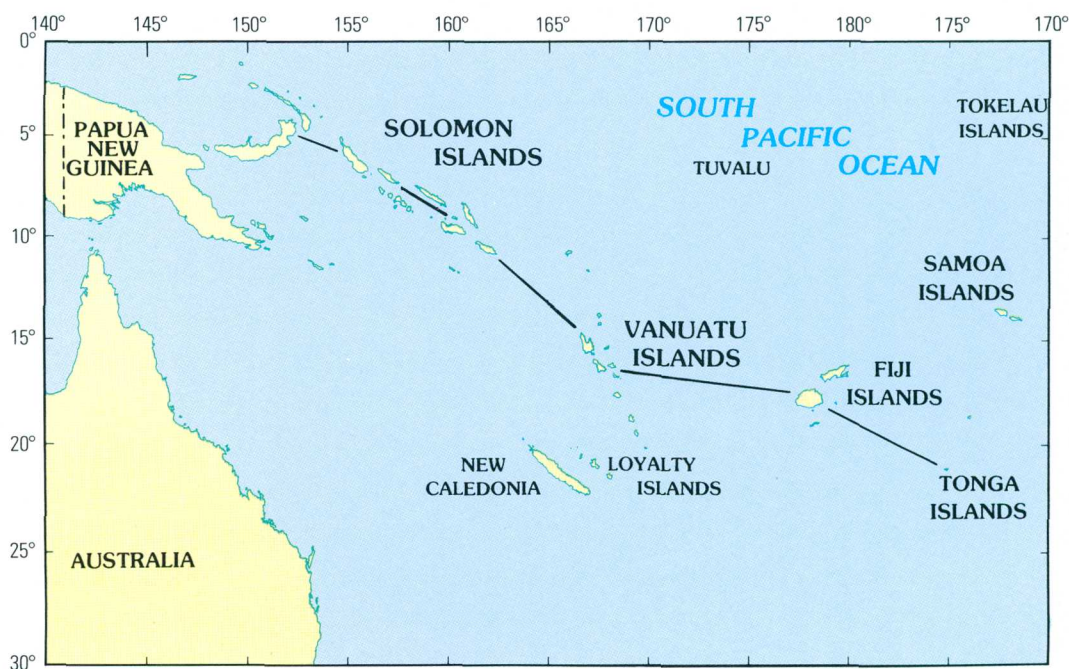 140° 145° 150° 155° 160° 165° 170° 175° 180° 175° 170°
0°
5°
10°
15°
20°
25°
30°
PAPUA
NEW
GUINEA
SOLOMON
ISLANDS
SOUTH
PACIFIC
OCEAN
TOKELAU
ISLANDS
TUVALU
SAMOA
ISLANDS
VANUATU
ISLANDS
FIJI
ISLANDS
NEW
CALEDONIA
LOYALTY
ISLANDS
TONGA
ISLANDS
AUSTRALIA